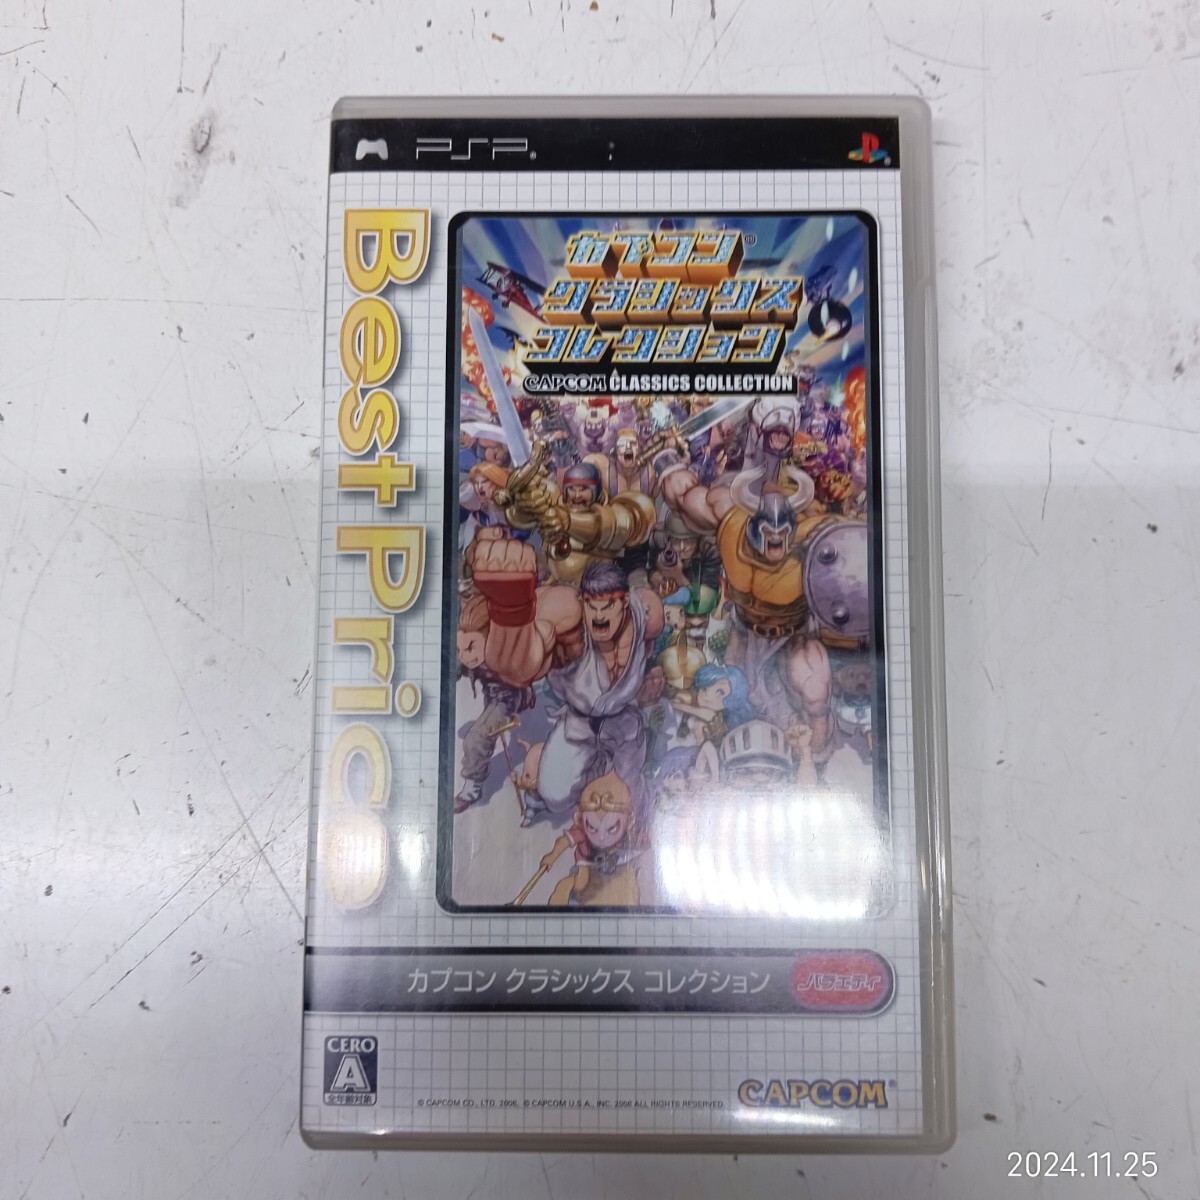 PSP®
Best Price
カプコン®
クラシックス
コレクション
CAPCOM CLASSICS COLLECTION
カプコン クラシックス コレクション
バラエティ
CERO
A
全年齢対象
© CAPCOM CO., LTD. 2006, © CAPCOM U.S.A., INC. 2006 ALL RIGHTS RESERVED.
CAPCOM®
2024.11.25